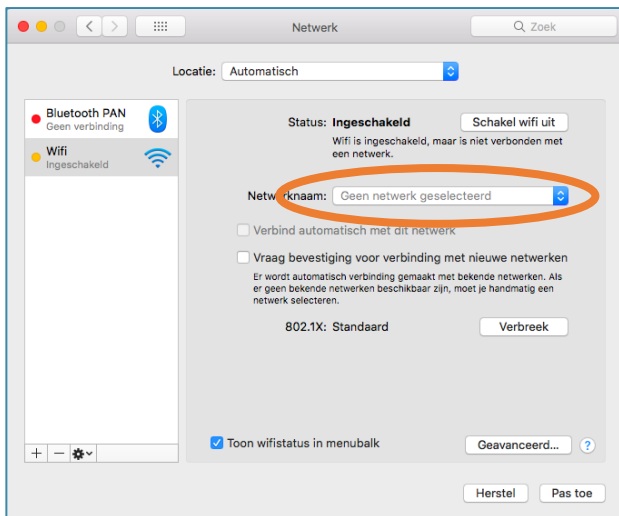 Netwerk
Zoek
Locatie: Automatisch
Bluetooth PAN
Geen verbinding
Wifi
Ingeschakeld
Status: Ingeschakeld
Schakel wifi uit
Wifi is ingeschakeld, maar is niet verbonden met
een netwerk.
Netwerknaam: Geen netwerk geselecteerd
Verbind automatisch met dit netwerk
Vraag bevestiging voor verbinding met nieuwe netwerken
Er wordt automatisch verbinding gemaakt met bekende netwerken. Als
er geen bekende netwerken beschikbaar zijn, moet je handmatig een
netwerk selecteren.
802.1X: Standaard
Verbreek
Toon wifistatus in menubalk
Geavanceerd...
?
Herstel
Pas toe